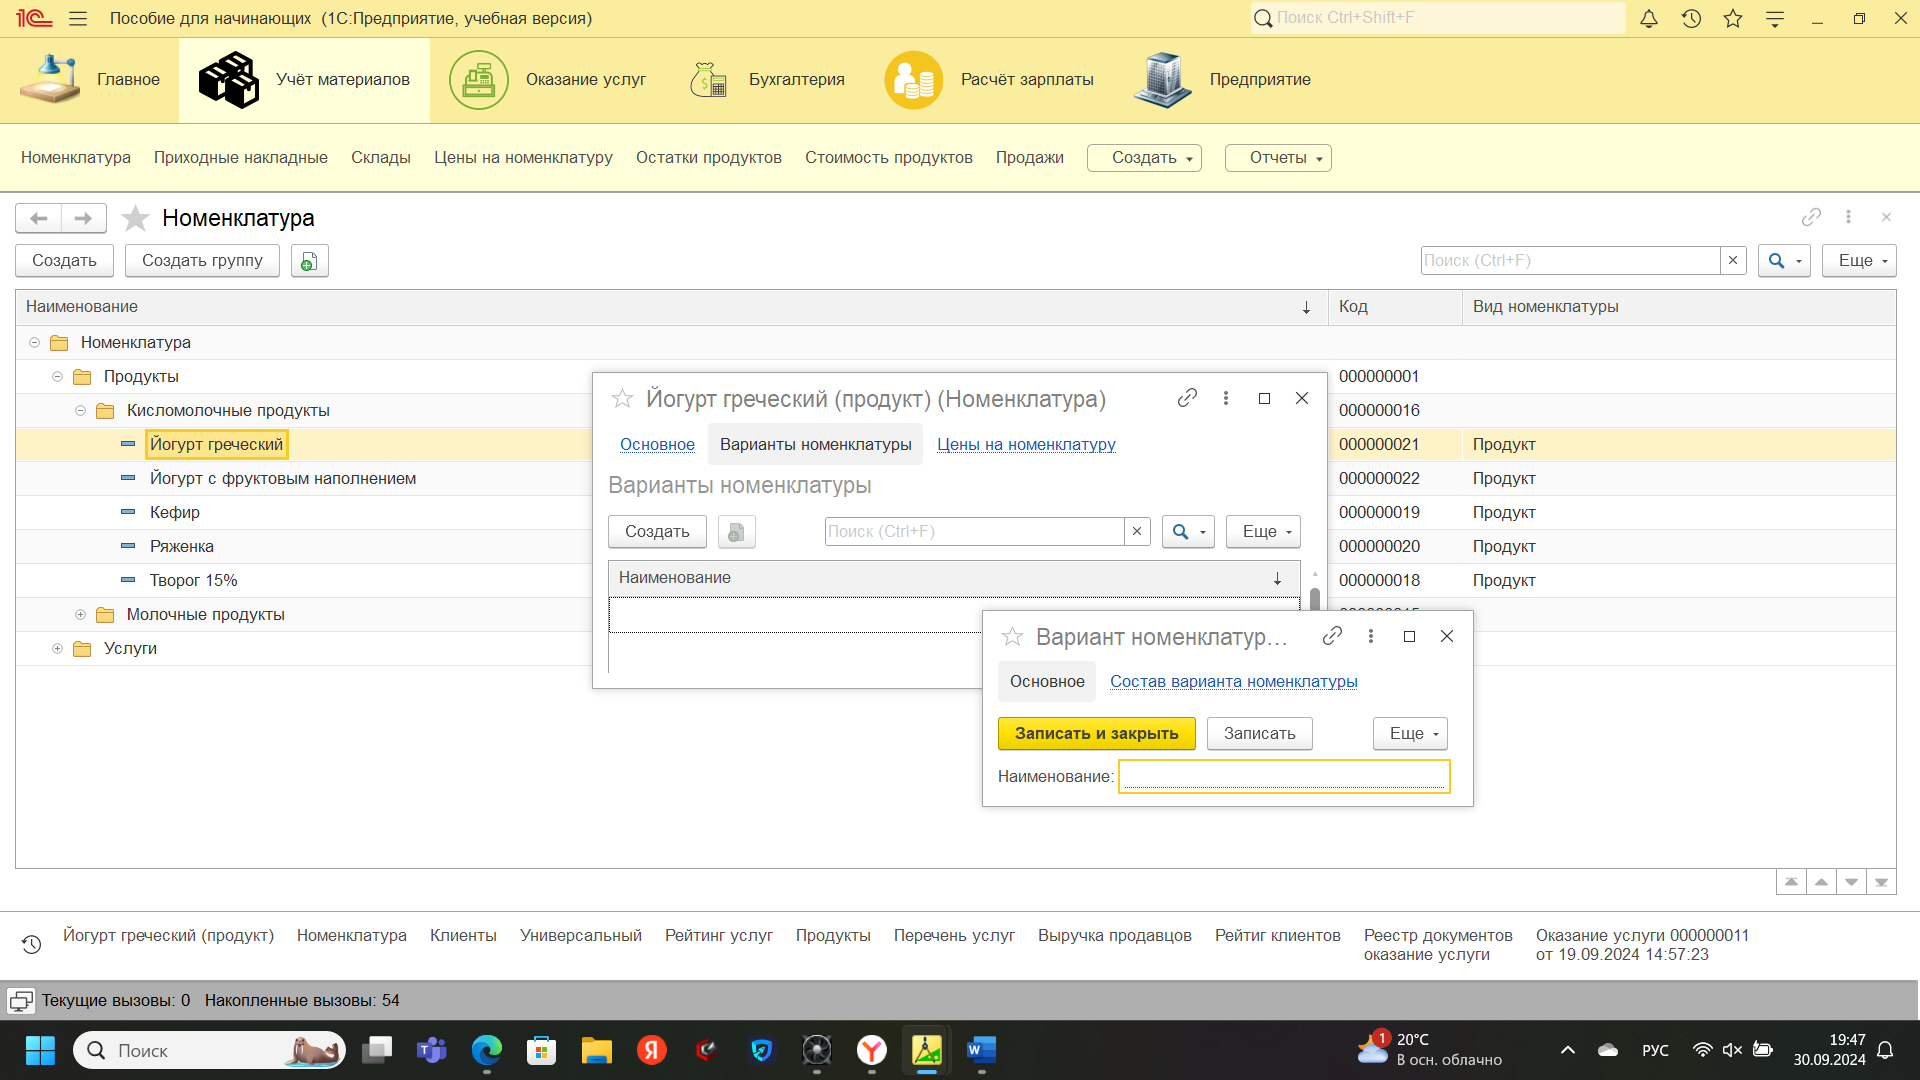 Пособие для начинающих (1С:Предприятие, учебная версия)
Поиск Ctrl+Shift+F
Главное
Учёт материалов
Оказание услуг
Бухгалтерия
Расчёт зарплаты
Предприятие
Номенклатура Приходные накладные Склады Цены на номенклатуру Остатки продуктов Стоимость продуктов Продажи Создать Отчеты
Номенклатура
Создать Создать группу Поиск (Ctrl+F) × Еще
Наименование Код Вид номенклатуры
Номенклатура
Продукты 000000001
Кисломолочные продукты 000000016
Йогурт греческий 000000021 Продукт
Йогурт с фруктовым наполнением 000000022 Продукт
Кефир 000000019 Продукт
Ряженка 000000020 Продукт
Творог 15% 000000018 Продукт
Молочные продукты
Услуги
Йогурт греческий (продукт) (Номенклатура)
Основное Варианты номенклатуры Цены на номенклатуру
Варианты номенклатуры
Создать Поиск (Ctrl+F) × Еще
Наименование
Вариант номенклатур...
Основное Состав варианта номенклатуры
Записать и закрыть Записать Еще
Наименование:
Йогурт греческий (продукт) Номенклатура Клиенты Универсальный Рейтинг услуг Продукты Перечень услуг Выручка продавцов Рейтиг клиентов Реестр документов Оказание услуги 000000011
оказание услуги от 19.09.2024 14:57:23
Текущие вызовы: 0 Накопленные вызовы: 54
Поиск
1
20°C
В осн. облачно
РУС
19:47
30.09.2024